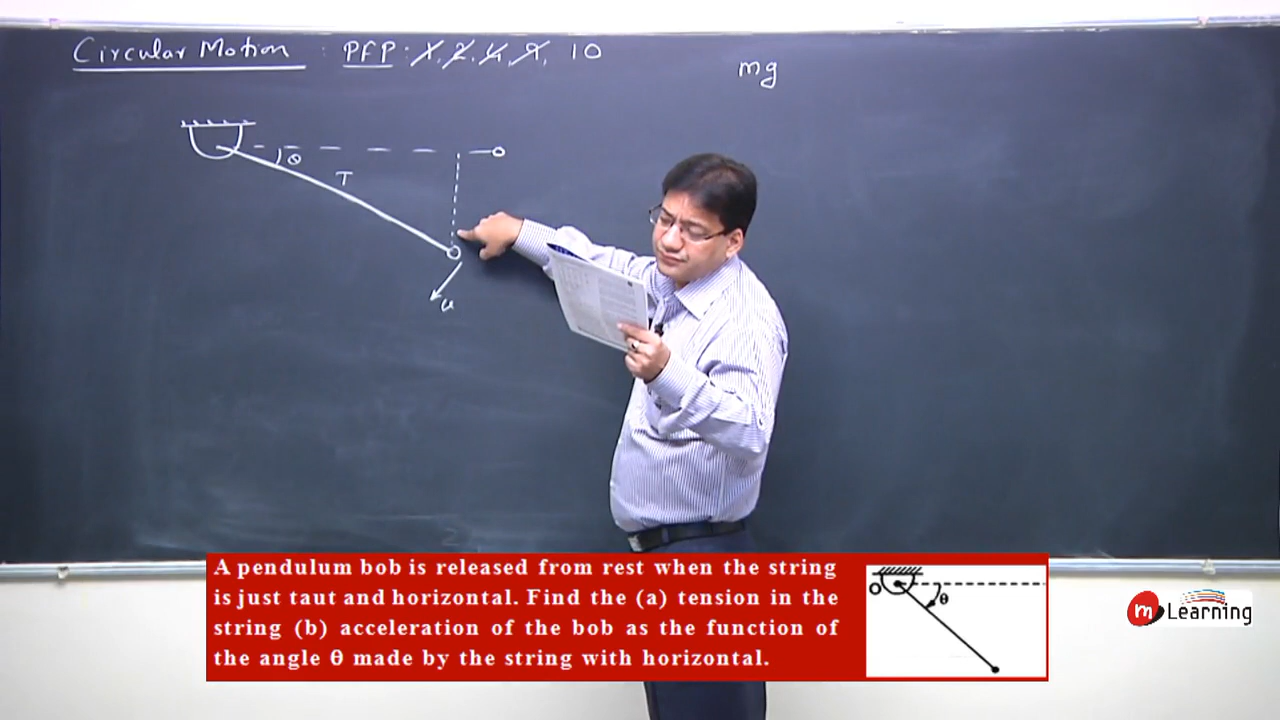 Circular Motion : PFP : 1, 2, 4, 9, 10
mg
θ
T
u
A pendulum bob is released from rest when the string
is just taut and horizontal. Find the (a) tension in the
string (b) acceleration of the bob as the function of
the angle θ made by the string with horizontal.
O
θ
m Learning